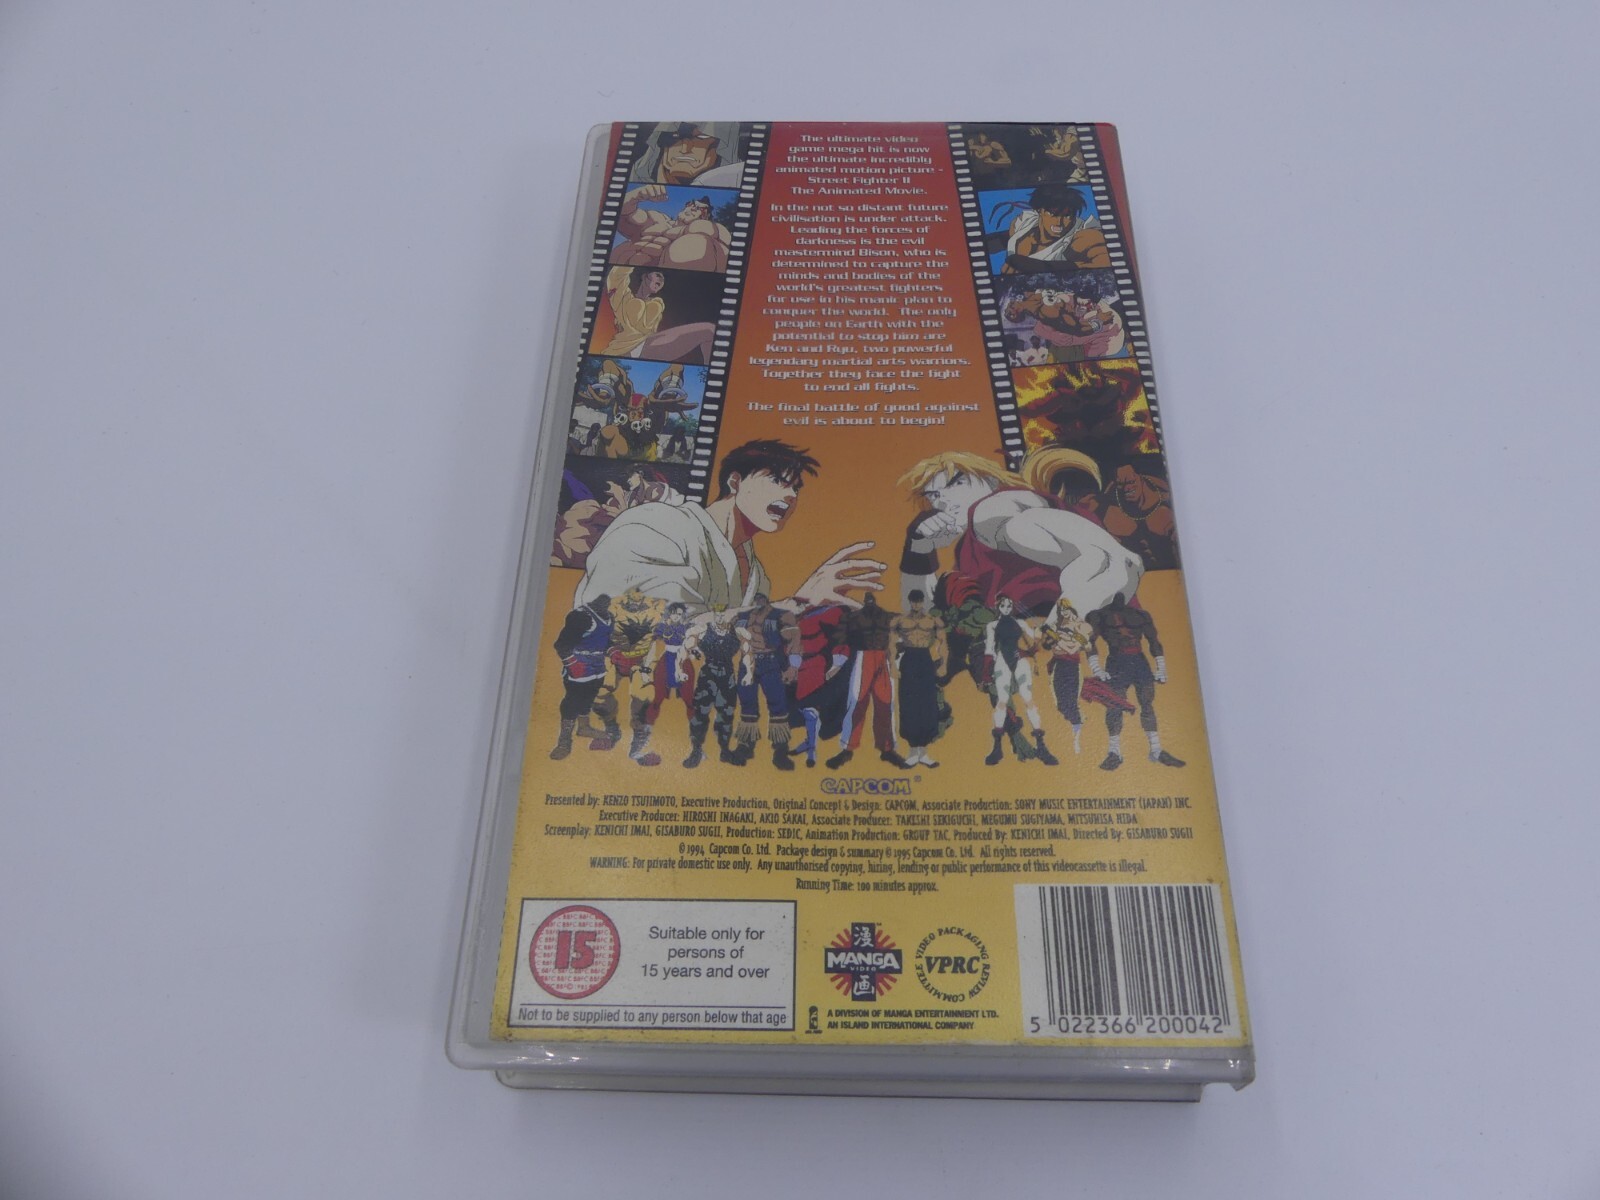 The ultimate video
game mega hit is now
the ultimate incredibly
animated motion picture -
Street Fighter II
The Animated Movie.
In the not so distant future
civilisation is under attack.
Leading the forces of
darkness is the evil
mastermind Bison, who is
determined to capture the
minds and bodies of the
world's greatest fighters
for use in his manic plan to
conquer the world. The only
people on Earth with the
potential to stop him are
Ken and Ryu, two powerful
legendary martial arts warriors.
Together they face the fight
to end all fights.
The final battle of good against
evil is about to begin!
CAPCOM®
Presented by: KENZO TSUJIMOTO, Executive Production, Original Concept & Design: CAPCOM, Associate Production: SONY MUSIC ENTERTAINMENT (JAPAN) INC.
Executive Producer: HIROSHI INAGAKI, AKIO SAKAI, Associate Producer: TAKESHI SEKIGUCHI, MEGUMU SUGIYAMA, MITSUHISA HIDA
Screenplay: KENICHI IMAI, GISABURO SUGII, Production: SEDIC, Animation Production: GROUP TAC, Produced By: KENICHI IMAI, Directed By: GISABURO SUGII
© 1994 Capcom Co. Ltd. Package design & summary © 1995 Capcom Co. Ltd. All rights reserved.
WARNING: For private domestic use only. Any unauthorised copying, hiring, lending or public performance of this videocassette is illegal.
Running Time: 100 minutes approx.
15
Suitable only for
persons of
15 years and over
Not to be supplied to any person below that age
漫
MANGA
VIDEO
画
A DIVISION OF MANGA ENTERTAINMENT LTD.
AN ISLAND INTERNATIONAL COMPANY
VIDEO PACKAGING REVIEW COMMITTEE
VPRC
5 022366 200042